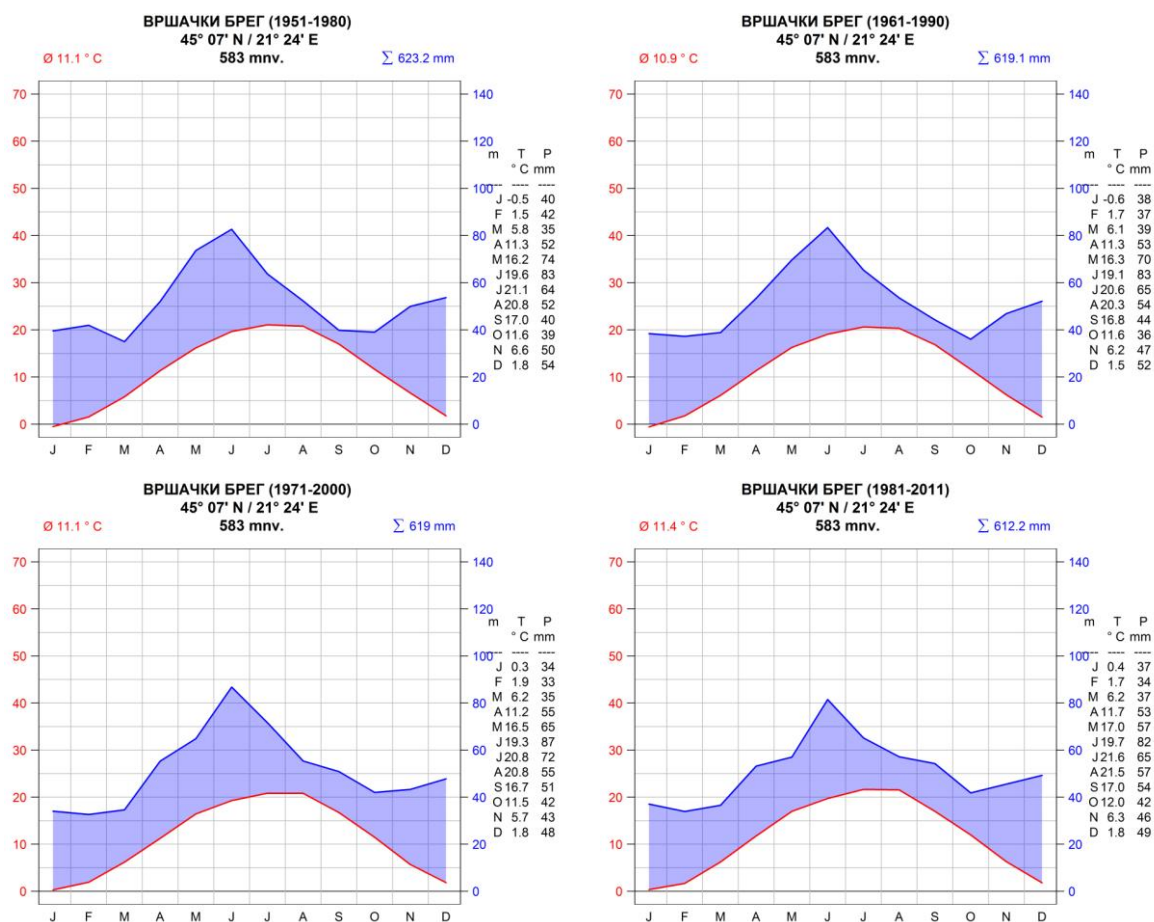 ВРШАЧКИ БРЕГ (1951-1980)
45° 07' N / 21° 24' E
Ø 11.1 ° C 583 mnv. ∑ 623.2 mm
70 140
60 120
50 100
40 80
30 60
20 40
10 20
0 0
J F M A M J J A S O N D
m T P
° C mm
---- ---- ----
J -0.5 40
F 1.5 42
M 5.8 35
A 11.3 52
M 16.2 74
J 19.6 83
J 21.1 64
A 20.8 52
S 17.0 40
O 11.6 39
N 6.6 50
D 1.8 54
ВРШАЧКИ БРЕГ (1961-1990)
45° 07' N / 21° 24' E
Ø 10.9 ° C 583 mnv. ∑ 619.1 mm
70 140
60 120
50 100
40 80
30 60
20 40
10 20
0 0
J F M A M J J A S O N D
m T P
° C mm
---- ---- ----
J -0.6 38
F 1.7 37
M 6.1 39
A 11.3 53
M 16.3 70
J 19.1 83
J 20.6 65
A 20.3 54
S 16.8 44
O 11.6 36
N 6.2 47
D 1.5 52
ВРШАЧКИ БРЕГ (1971-2000)
45° 07' N / 21° 24' E
Ø 11.1 ° C 583 mnv. ∑ 619 mm
70 140
60 120
50 100
40 80
30 60
20 40
10 20
0 0
J F M A M J J A S O N D
m T P
° C mm
---- ---- ----
J 0.3 34
F 1.9 33
M 6.2 35
A 11.2 55
M 16.5 65
J 19.3 87
J 20.8 72
A 20.8 55
S 16.7 51
O 11.5 42
N 5.7 43
D 1.8 48
ВРШАЧКИ БРЕГ (1981-2011)
45° 07' N / 21° 24' E
Ø 11.4 ° C 583 mnv. ∑ 612.2 mm
70 140
60 120
50 100
40 80
30 60
20 40
10 20
0 0
J F M A M J J A S O N D
m T P
° C mm
---- ---- ----
J 0.4 37
F 1.7 34
M 6.2 37
A 11.7 53
M 17.0 57
J 19.7 82
J 21.6 65
A 21.5 57
S 17.0 54
O 12.0 42
N 6.3 46
D 1.8 49